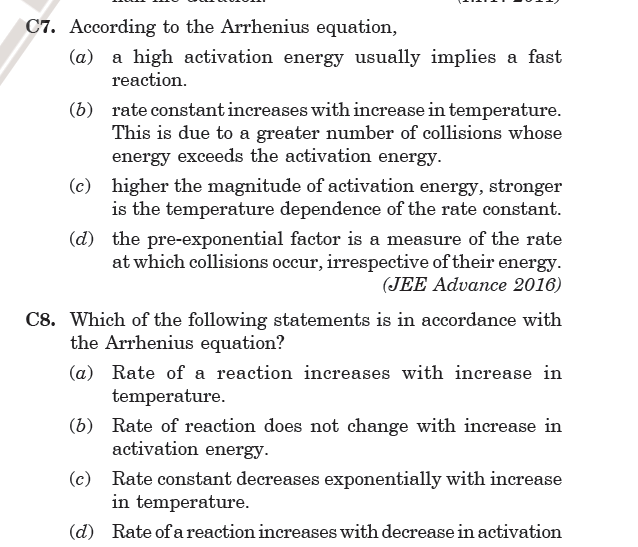 C7. According to the Arrhenius equation,
(a) a high activation energy usually implies a fast
reaction.
(b) rate constant increases with increase in temperature.
This is due to a greater number of collisions whose
energy exceeds the activation energy.
(c) higher the magnitude of activation energy, stronger
is the temperature dependence of the rate constant.
(d) the pre-exponential factor is a measure of the rate
at which collisions occur, irrespective of their energy.
(JEE Advance 2016)
C8. Which of the following statements is in accordance with
the Arrhenius equation?
(a) Rate of a reaction increases with increase in
temperature.
(b) Rate of reaction does not change with increase in
activation energy.
(c) Rate constant decreases exponentially with increase
in temperature.
(d) Rate of a reaction increases with decrease in activation